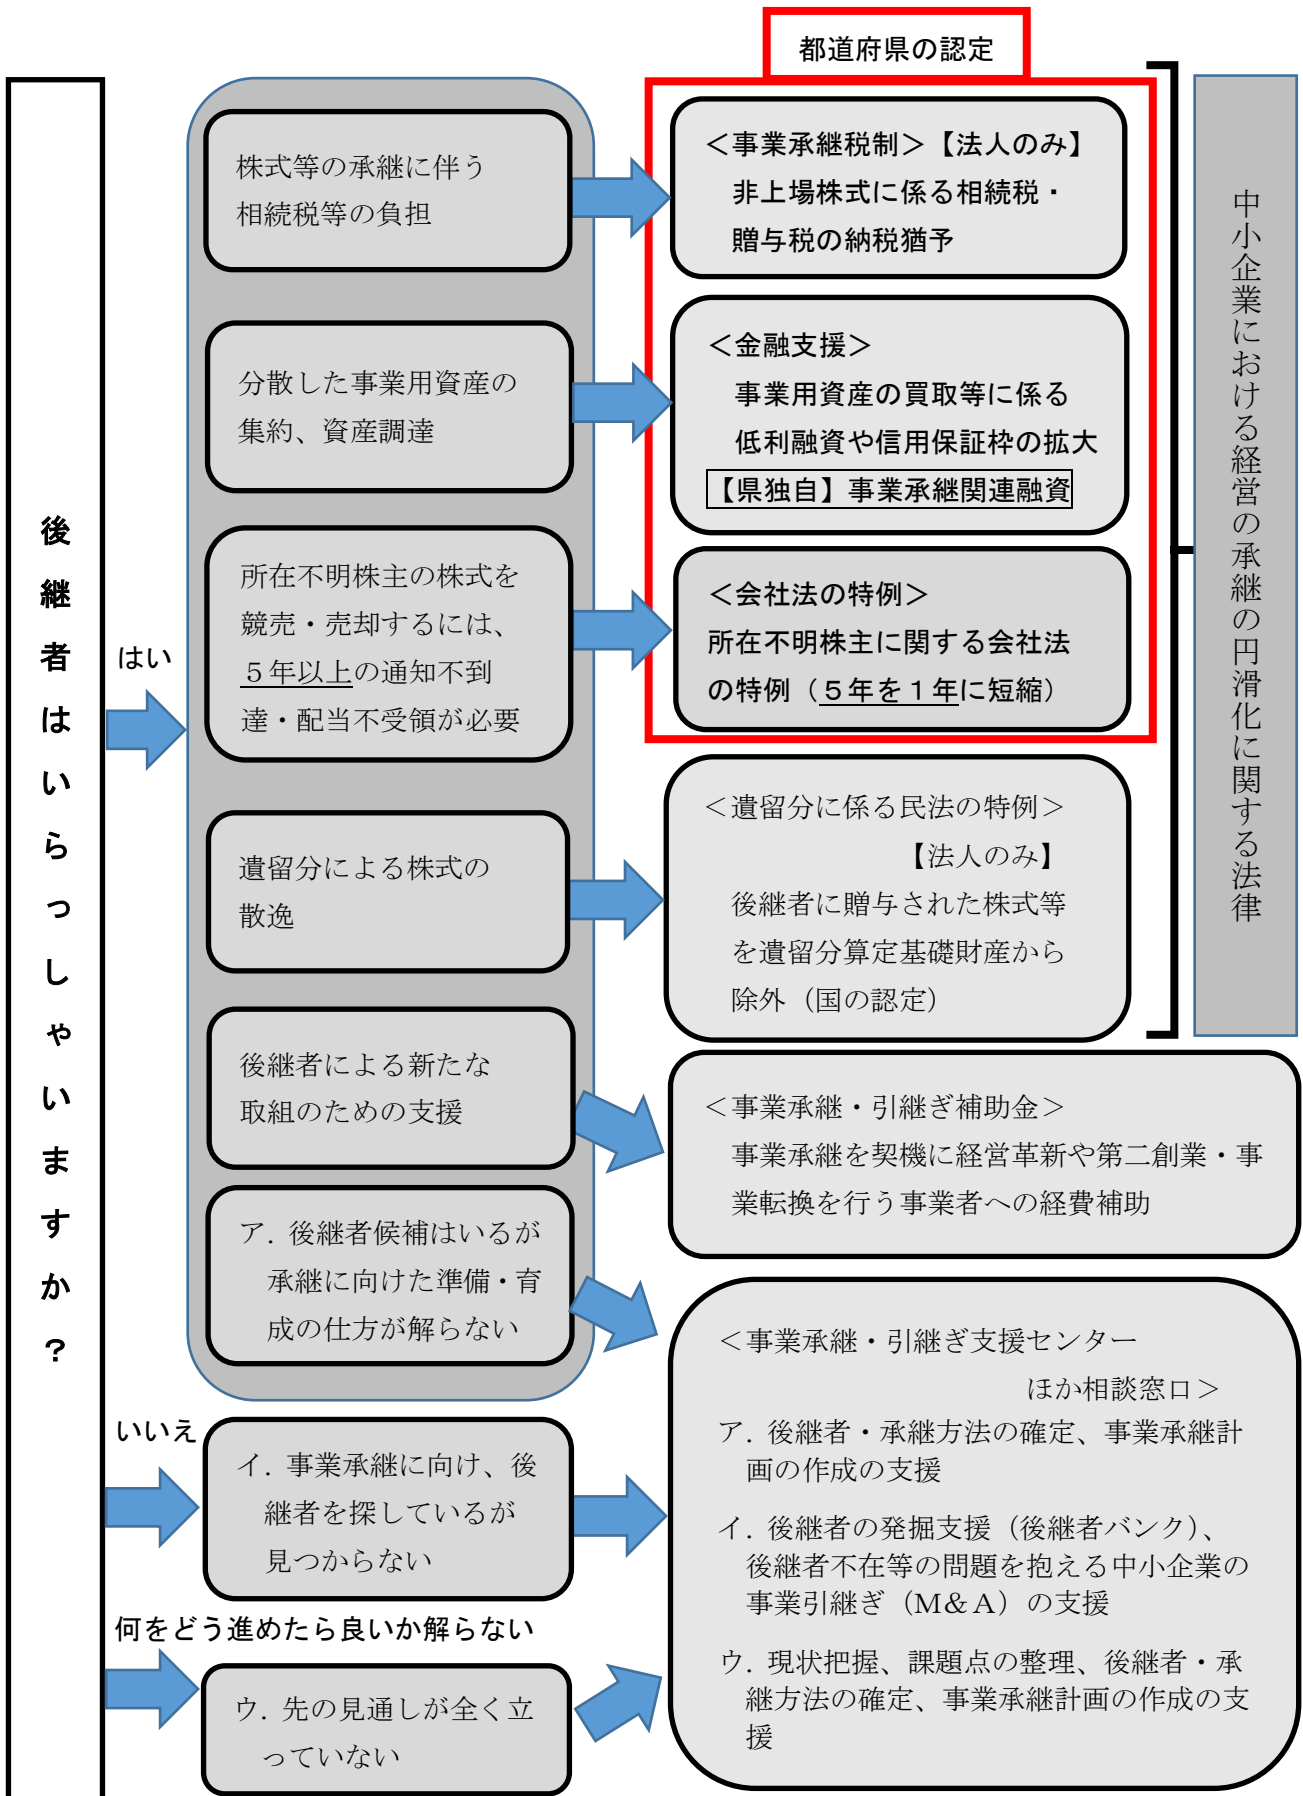 都道府県の認定
後継者はいらっしゃいますか?
はい
株式等の承継に伴う
相続税等の負担
＜事業承継税制＞【法人のみ】
非上場株式に係る相続税・
贈与税の納税猶予
分散した事業用資産の
集約、資産調達
＜金融支援＞
事業用資産の買取等に係る
低利融資や信用保証枠の拡大
【県独自】事業承継関連融資
所在不明株主の株式を
競売・売却するには、
５年以上の通知不到
達・配当不受領が必要
＜会社法の特例＞
所在不明株主に関する会社法
の特例（５年を１年に短縮）
遺留分による株式の
散逸
＜遺留分に係る民法の特例＞
【法人のみ】
後継者に贈与された株式等
を遺留分算定基礎財産から
除外（国の認定）
中小企業における経営の承継の円滑化に関する法律
後継者による新たな
取組のための支援
＜事業承継・引継ぎ補助金＞
事業承継を契機に経営革新や第二創業・事
業転換を行う事業者への経費補助
ア．後継者候補はいるが
承継に向けた準備・育
成の仕方が解らない
いいえ
イ．事業承継に向け、後
継者を探しているが
見つからない
何をどう進めたら良いか解らない
ウ．先の見通しが全く立
っていない
＜事業承継・引継ぎ支援センター
ほか相談窓口＞
ア．後継者・承継方法の確定、事業承継計
画の作成の支援
イ．後継者の発掘支援（後継者バンク）、
後継者不在等の問題を抱える中小企業の
事業引継ぎ（M&A）の支援
ウ．現状把握、課題点の整理、後継者・承
継方法の確定、事業承継計画の作成の支
援